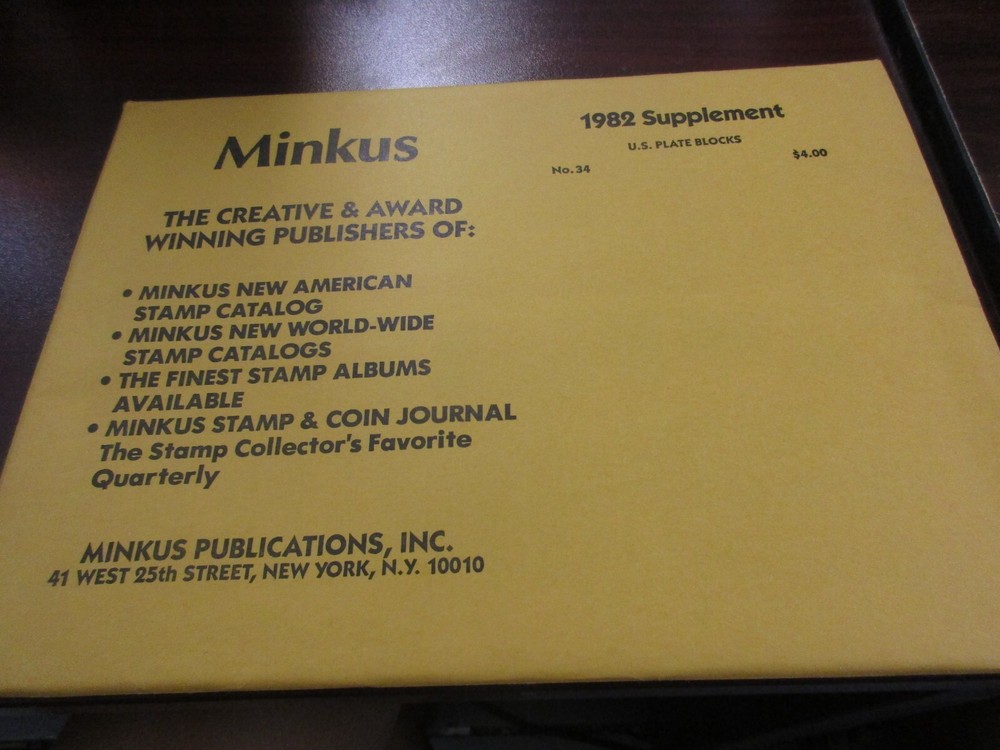 Minkus
THE CREATIVE & AWARD
WINNING PUBLISHERS OF:
• MINKUS NEW AMERICAN
STAMP CATALOG
• MINKUS NEW WORLD-WIDE
STAMP CATALOGS
• THE FINEST STAMP ALBUMS
AVAILABLE
• MINKUS STAMP & COIN JOURNAL
The Stamp Collector's Favorite
Quarterly
MINKUS PUBLICATIONS, INC.
41 WEST 25th STREET, NEW YORK, N.Y. 10010
1982 Supplement
U.S. PLATE BLOCKS
No.34
$4.00